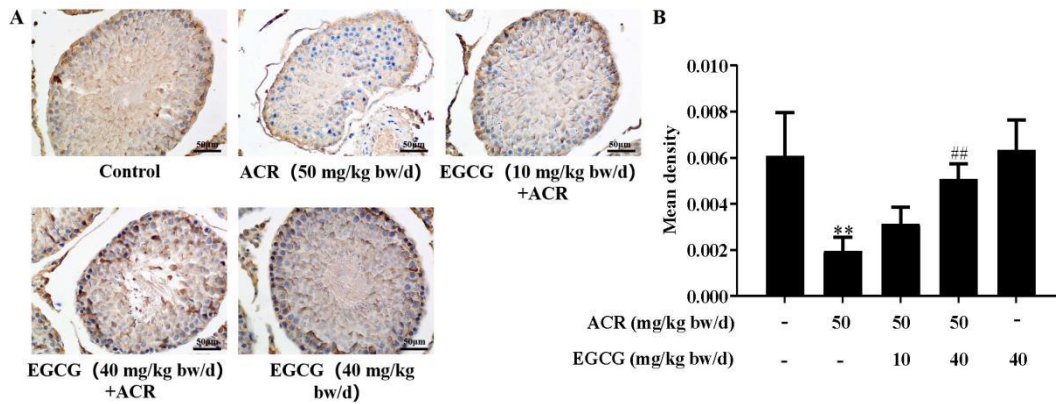 A
50μm
50μm
50μm
Control
ACR (50 mg/kg bw/d)
EGCG (10 mg/kg bw/d)
+ACR
50μm
50μm
EGCG (40 mg/kg bw/d)
+ACR
EGCG (40 mg/kg
bw/d)
B
Mean density
0.010
0.008
0.006
0.004
0.002
0.000
**
##
ACR (mg/kg bw/d) - 50 50 50 -
EGCG (mg/kg bw/d) - - 10 40 40